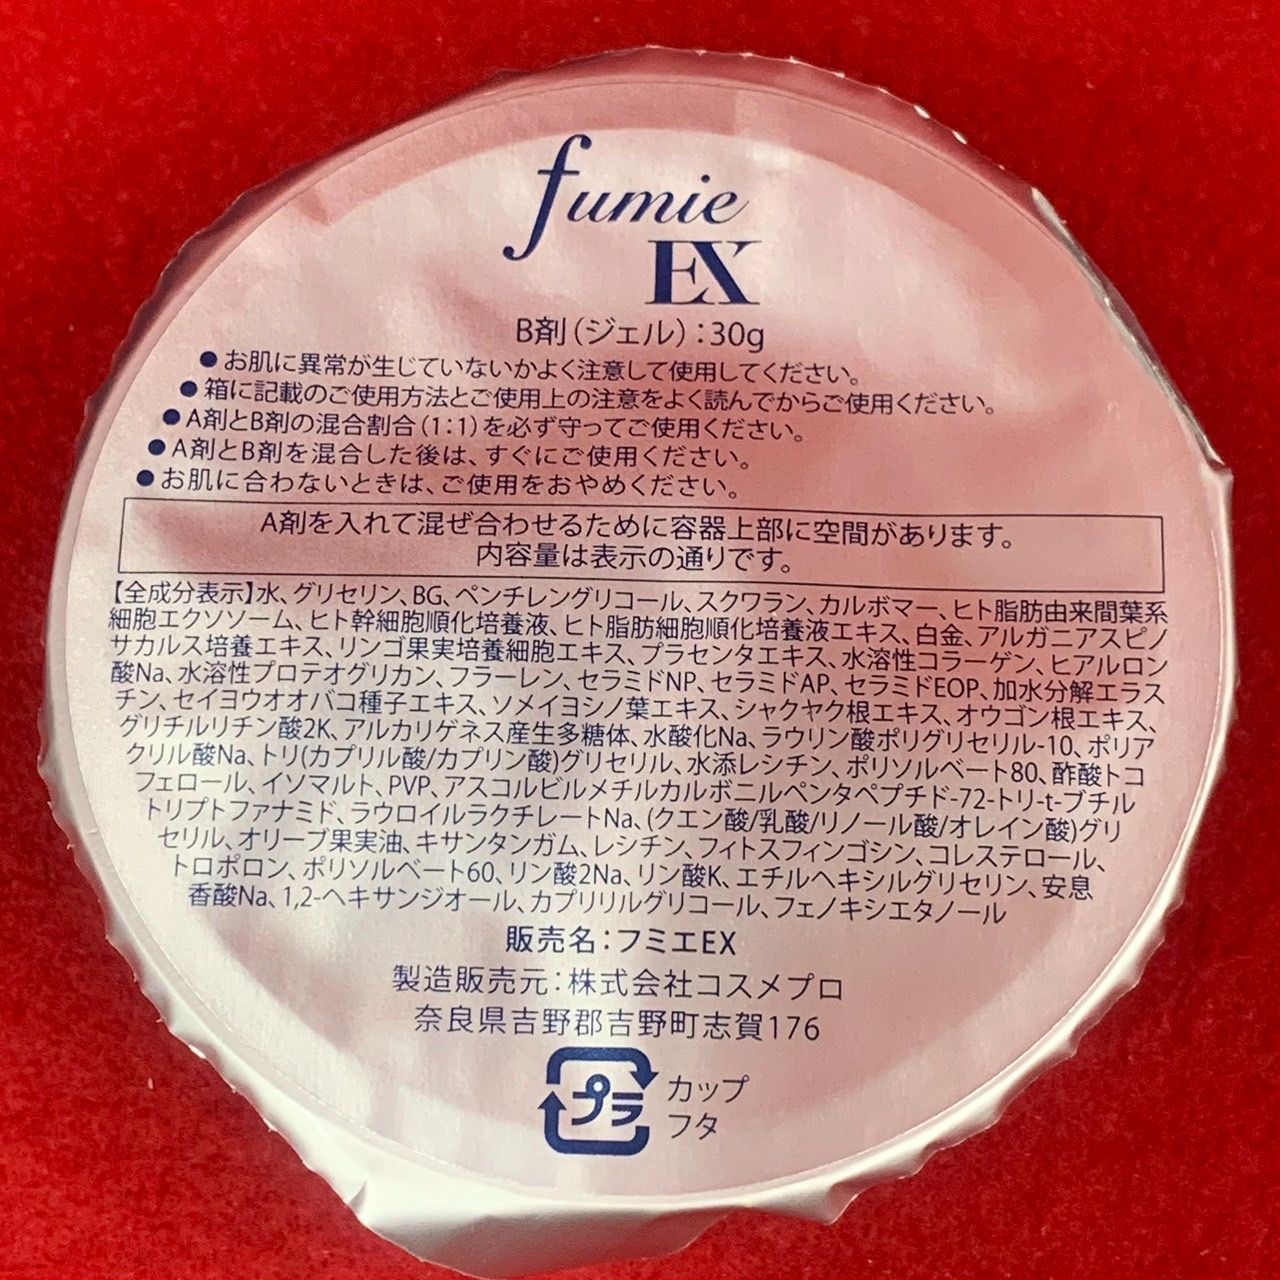 fumie
EX
B剤（ジェル）：30g
●お肌に異常が生じていないかよく注意して使用してください。
●箱に記載のご使用方法とご使用上の注意をよく読んでからご使用ください。
●A剤とB剤の混合割合（1：1）を必ず守ってご使用ください。
●A剤とB剤を混合した後は、すぐにご使用ください。
●お肌に合わないときは、ご使用をおやめください。
A剤を入れて混ぜ合わせるために容器上部に空間があります。
内容量は表示の通りです。
【全成分表示】水、グリセリン、BG、ペンチレングリコール、スクワラン、カルボマー、ヒト脂肪由来間葉系
細胞エクソソーム、ヒト幹細胞順化培養液、ヒト脂肪細胞順化培養液エキス、白金、アルガニアスピノ
サカルス培養エキス、リンゴ果実培養細胞エキス、プラセンタエキス、水溶性コラーゲン、ヒアルロン
酸Na、水溶性プロテオグリカン、フラーレン、セラミドNP、セラミドAP、セラミドEOP、加水分解エラス
チン、セイヨウオオバコ種子エキス、ソメイヨシノ葉エキス、シャクヤク根エキス、オウゴン根エキス、
グリチルリチン酸2K、アルカリゲネス産生多糖体、水酸化Na、ラウリン酸ポリグリセリル-10、ポリア
クリル酸Na、トリ(カプリル酸/カプリン酸)グリセリル、水添レシチン、ポリソルベート80、酢酸トコ
フェロール、イソマルト、PVP、アスコルビルメチルカルボニルペンタペプチド-72-トリ-t-ブチル
トリプトファナミド、ラウロイルラクチレートNa、(クエン酸/乳酸/リノール酸/オレイン酸)グリ
セリル、オリーブ果実油、キサンタンガム、レシチン、フィトスフィンゴシン、コレステロール、
トロポロン、ポリソルベート60、リン酸2Na、リン酸K、エチルヘキシルグリセリン、安息
香酸Na、1,2-ヘキサンジオール、カプリリルグリコール、フェノキシエタノール
販売名：フミエEX
製造販売元：株式会社コスメプロ
奈良県吉野郡吉野町志賀176
プラ カップ
フタ